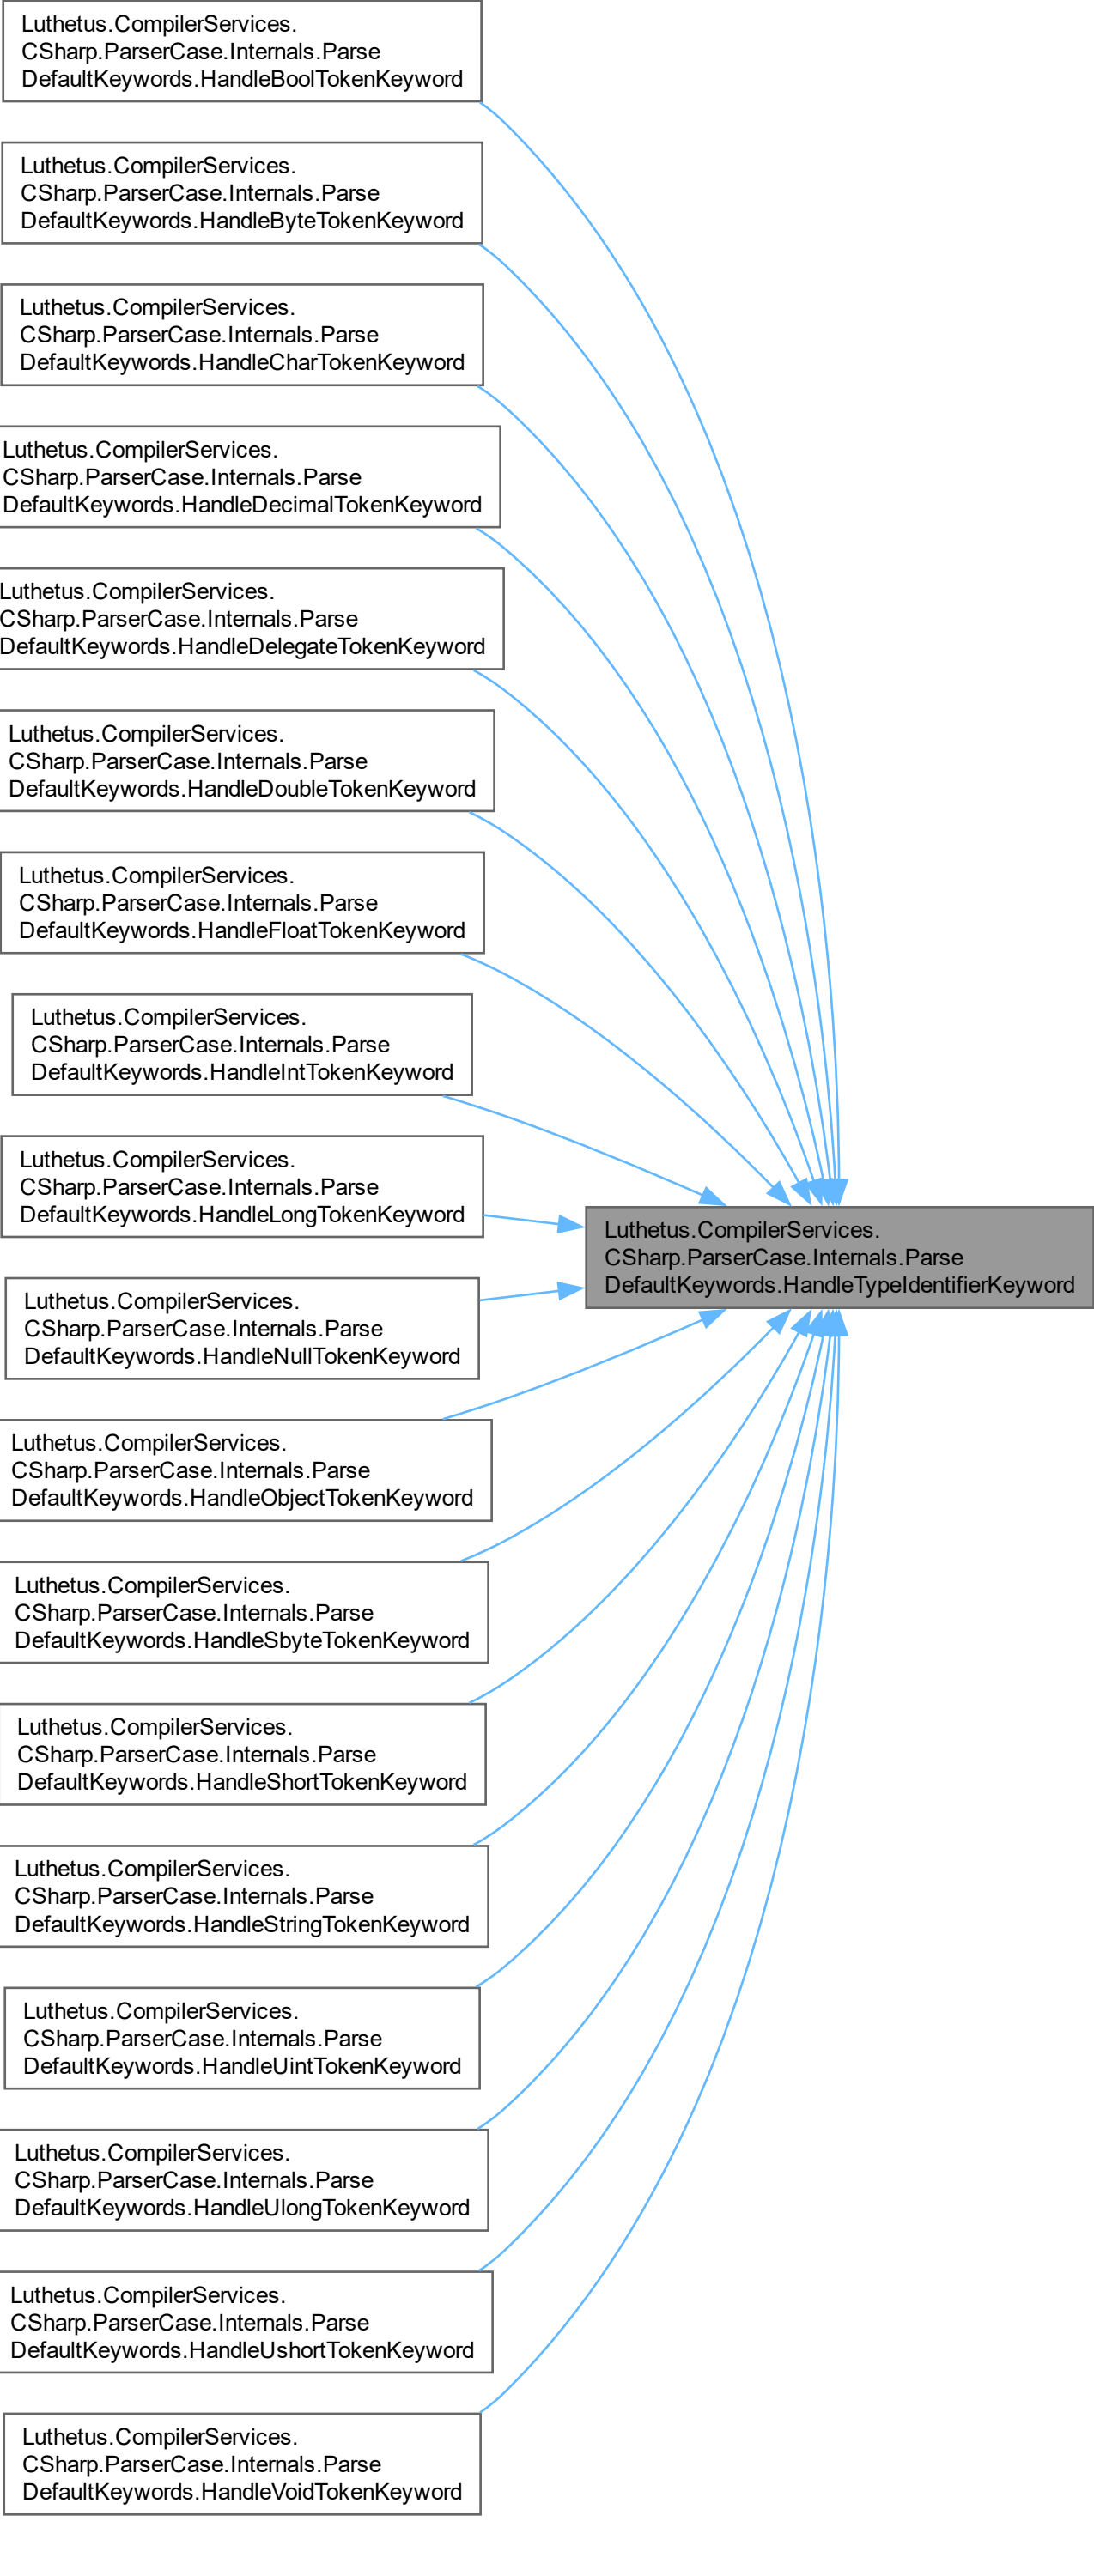 Luthetus.CompilerServices.
CSharp.ParserCase.Internals.Parse
DefaultKeywords.HandleBoolTokenKeyword
Luthetus.CompilerServices.
CSharp.ParserCase.Internals.Parse
DefaultKeywords.HandleByteTokenKeyword
Luthetus.CompilerServices.
CSharp.ParserCase.Internals.Parse
DefaultKeywords.HandleCharTokenKeyword
Luthetus.CompilerServices.
CSharp.ParserCase.Internals.Parse
DefaultKeywords.HandleDecimalTokenKeyword
Luthetus.CompilerServices.
CSharp.ParserCase.Internals.Parse
DefaultKeywords.HandleDelegateTokenKeyword
Luthetus.CompilerServices.
CSharp.ParserCase.Internals.Parse
DefaultKeywords.HandleDoubleTokenKeyword
Luthetus.CompilerServices.
CSharp.ParserCase.Internals.Parse
DefaultKeywords.HandleFloatTokenKeyword
Luthetus.CompilerServices.
CSharp.ParserCase.Internals.Parse
DefaultKeywords.HandleIntTokenKeyword
Luthetus.CompilerServices.
CSharp.ParserCase.Internals.Parse
DefaultKeywords.HandleLongTokenKeyword
Luthetus.CompilerServices.
CSharp.ParserCase.Internals.Parse
DefaultKeywords.HandleTypeIdentifierKeyword
Luthetus.CompilerServices.
CSharp.ParserCase.Internals.Parse
DefaultKeywords.HandleNullTokenKeyword
Luthetus.CompilerServices.
CSharp.ParserCase.Internals.Parse
DefaultKeywords.HandleObjectTokenKeyword
Luthetus.CompilerServices.
CSharp.ParserCase.Internals.Parse
DefaultKeywords.HandleSbyteTokenKeyword
Luthetus.CompilerServices.
CSharp.ParserCase.Internals.Parse
DefaultKeywords.HandleShortTokenKeyword
Luthetus.CompilerServices.
CSharp.ParserCase.Internals.Parse
DefaultKeywords.HandleStringTokenKeyword
Luthetus.CompilerServices.
CSharp.ParserCase.Internals.Parse
DefaultKeywords.HandleUintTokenKeyword
Luthetus.CompilerServices.
CSharp.ParserCase.Internals.Parse
DefaultKeywords.HandleUlongTokenKeyword
Luthetus.CompilerServices.
CSharp.ParserCase.Internals.Parse
DefaultKeywords.HandleUshortTokenKeyword
Luthetus.CompilerServices.
CSharp.ParserCase.Internals.Parse
DefaultKeywords.HandleVoidTokenKeyword